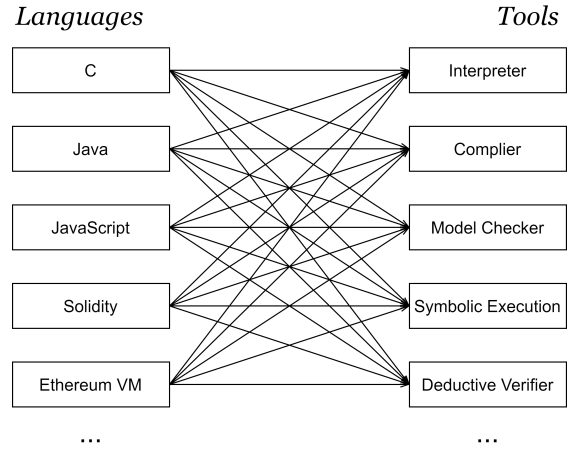 Languages Tools
C Interpreter
Java Complier
JavaScript Model Checker
Solidity Symbolic Execution
Ethereum VM Deductive Verifier
... ...